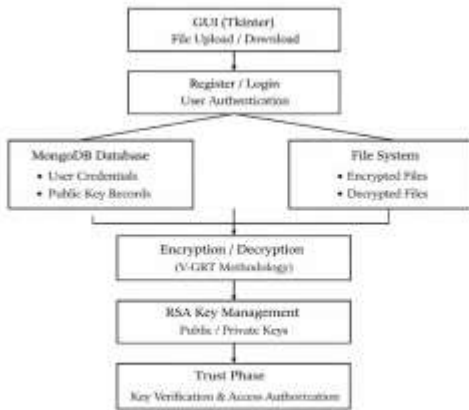 GUI (Tkinter)
File Upload / Download
Register / Login
User Authentication
MongoDB Database
• User Credentials
• Public Key Records
File System
• Encrypted Files
• Decrypted Files
Encryption / Decryption
(V-GRT Methodology)
RSA Key Management
Public / Private Keys
Trust Phase
Key Verification & Access Authorization